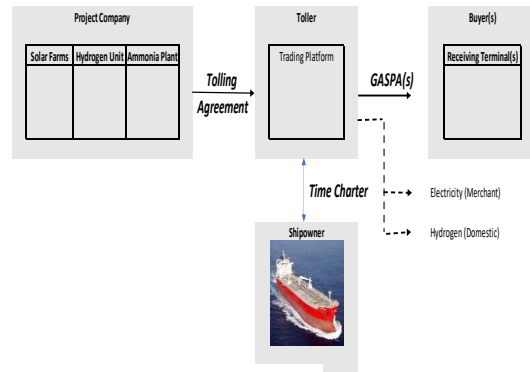 Project Company
Toller
Buyer(s)
Solar Farms
Hydrogen Unit
Ammonia Plant
Trading Platform
Receiving Terminal(s)
Tolling
Agreement
GASPA(s)
Time Charter
Electricity (Merchant)
Hydrogen (Domestic)
Shipowner